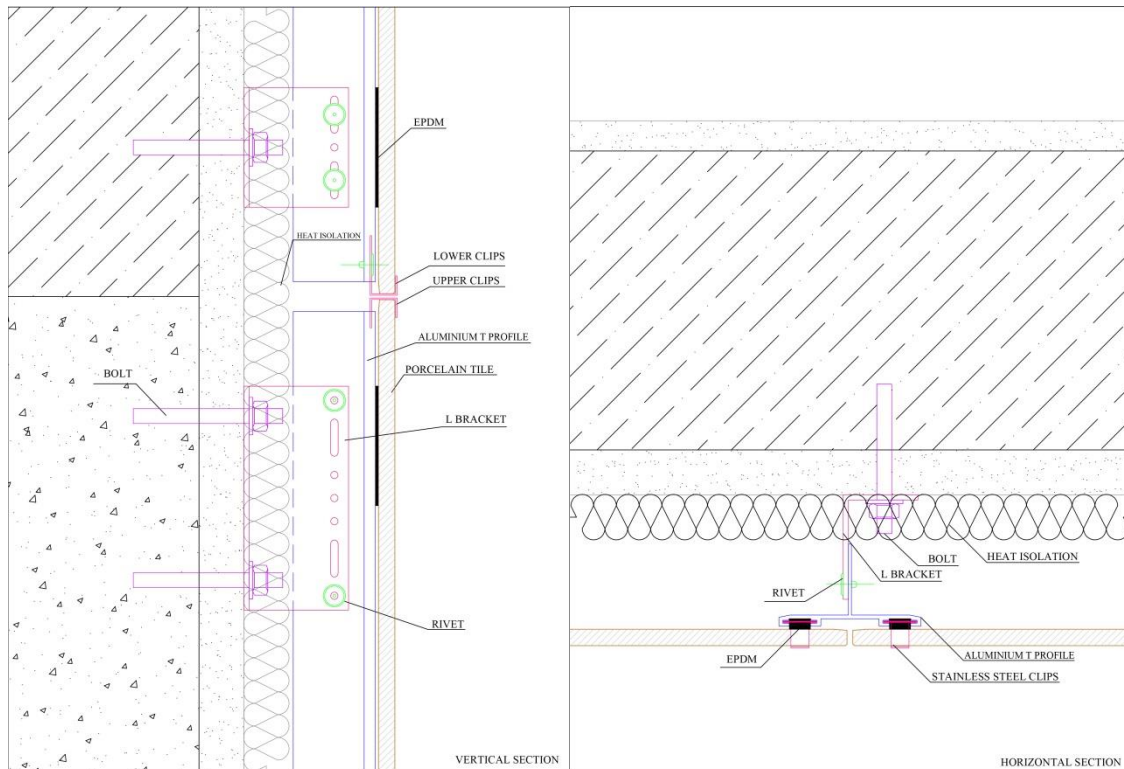 EPDM
HEAT ISOLATION
LOWER CLIPS
UPPER CLIPS
ALUMINIUM T PROFILE
BOLT
PORCELAIN TILE
L BRACKET
RIVET
VERTICAL SECTION
BOLT
HEAT ISOLATION
L BRACKET
RIVET
EPDM
ALUMINIUM T PROFILE
STAINLESS STEEL CLIPS
HORIZONTAL SECTION